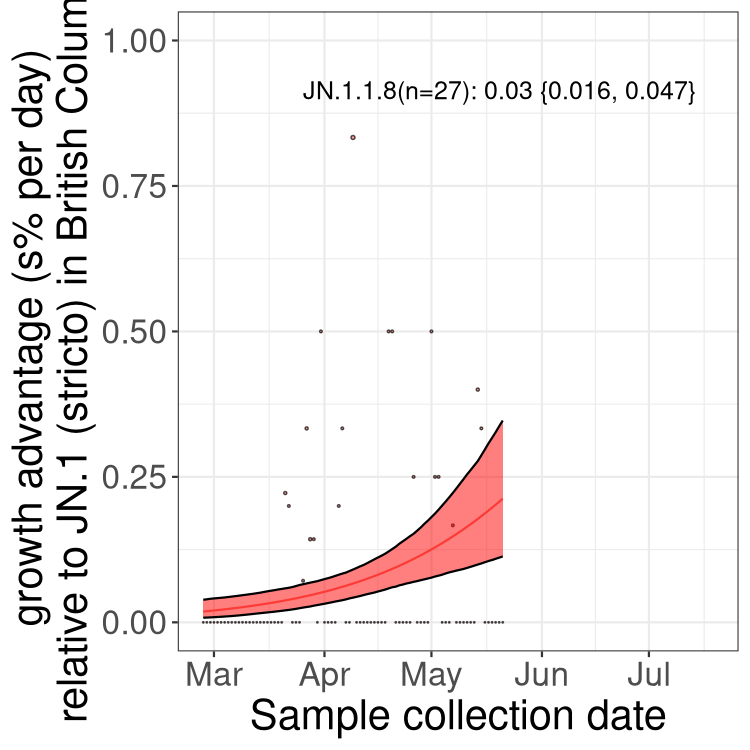 growth advantage (s% per day)
relative to JN.1 (stricto) in British Colum
1.00
0.75
0.50
0.25
0.00
JN.1.1.8(n=27): 0.03 {0.016, 0.047}
Mar Apr May Jun Jul
Sample collection date